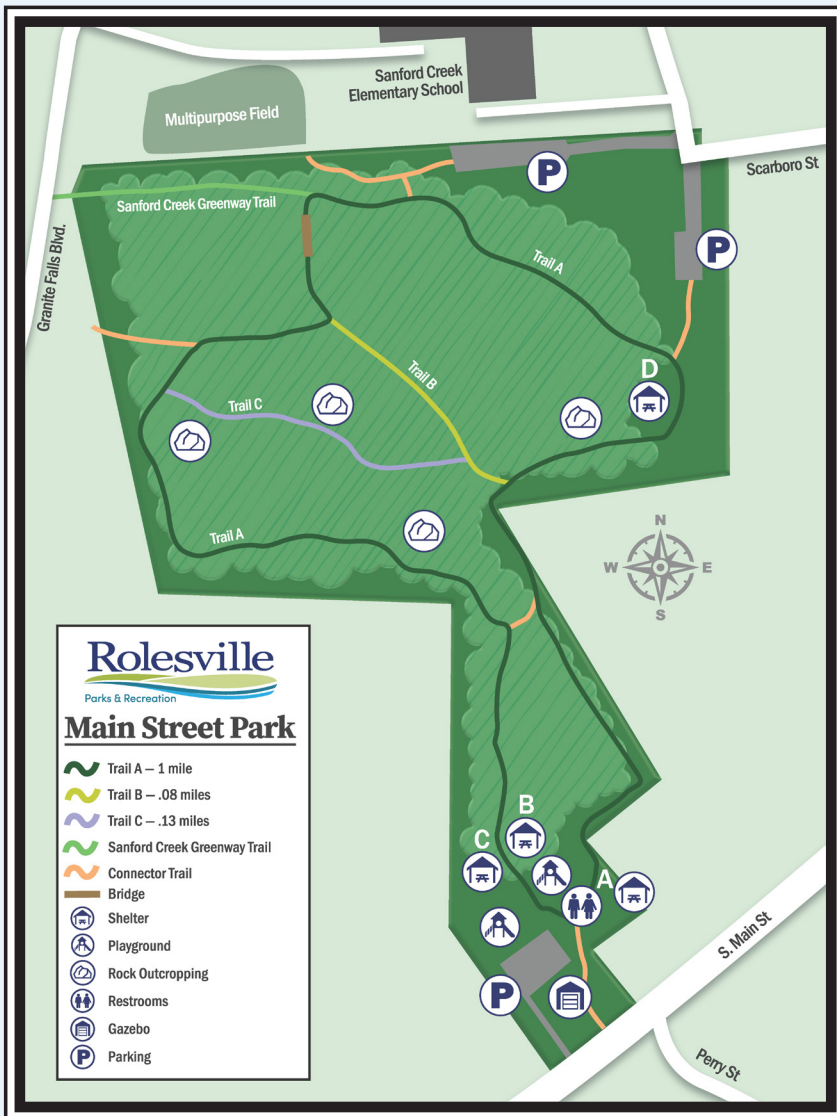 Sanford Creek
Elementary School
Multipurpose Field
P
Scarboro St
Sanford Creek Greenway Trail
Granite Falls Blvd.
Trail A
P
Trail B
D
Trail C
Trail A
N
W
E
S
Rolesville
Parks & Recreation
Main Street Park
Trail A – 1 mile
Trail B – .08 miles
Trail C – .13 miles
Sanford Creek Greenway Trail
Connector Trail
Bridge
Shelter
Playground
Rock Outcropping
Restrooms
Gazebo
P Parking
B
C
A
S. Main St
P
Perry St